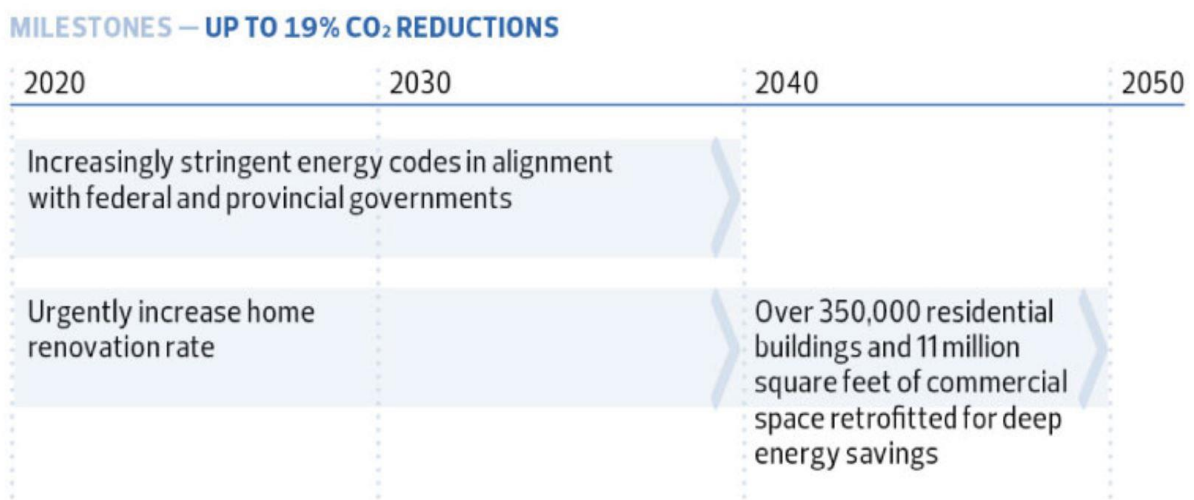 MILESTONES — UP TO 19% CO₂ REDUCTIONS
2020 2030 2040 2050
Increasingly stringent energy codes in alignment
with federal and provincial governments
Urgently increase home
renovation rate
Over 350,000 residential
buildings and 11 million
square feet of commercial
space retrofitted for deep
energy savings